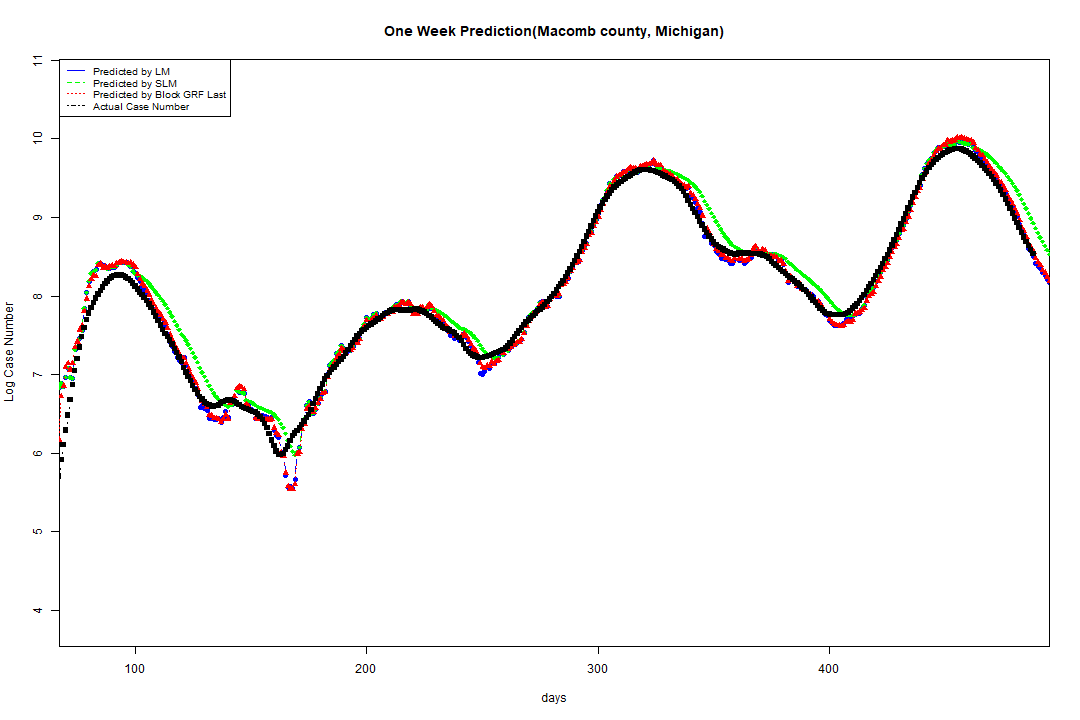 One Week Prediction(Macomb county, Michigan)
Log Case Number
11
10
9
8
7
6
5
4
Predicted by LM
Predicted by SLM
Predicted by Block GRF Last
Actual Case Number
100 200 300 400
days